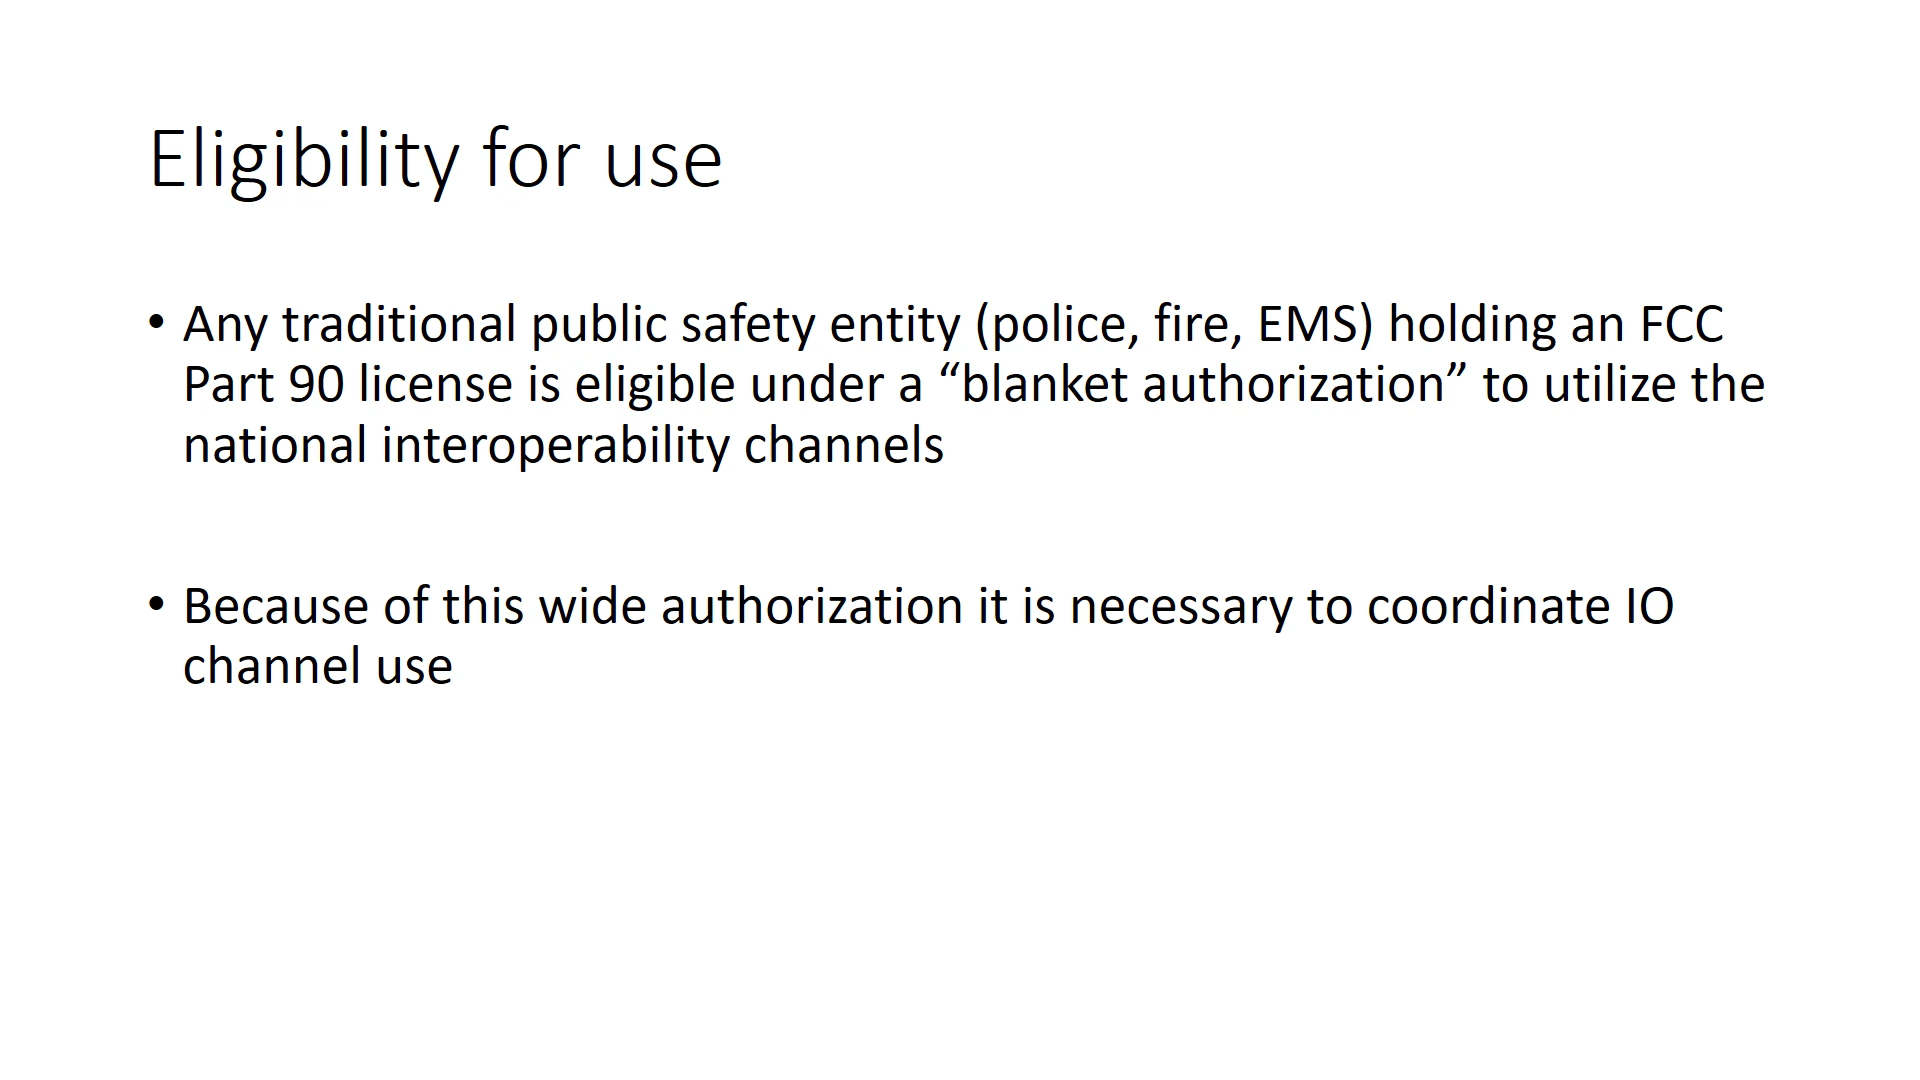 Eligibility for use
• Any traditional public safety entity (police, fire, EMS) holding an FCC
Part 90 license is eligible under a “blanket authorization” to utilize the
national interoperability channels
• Because of this wide authorization it is necessary to coordinate IO
channel use